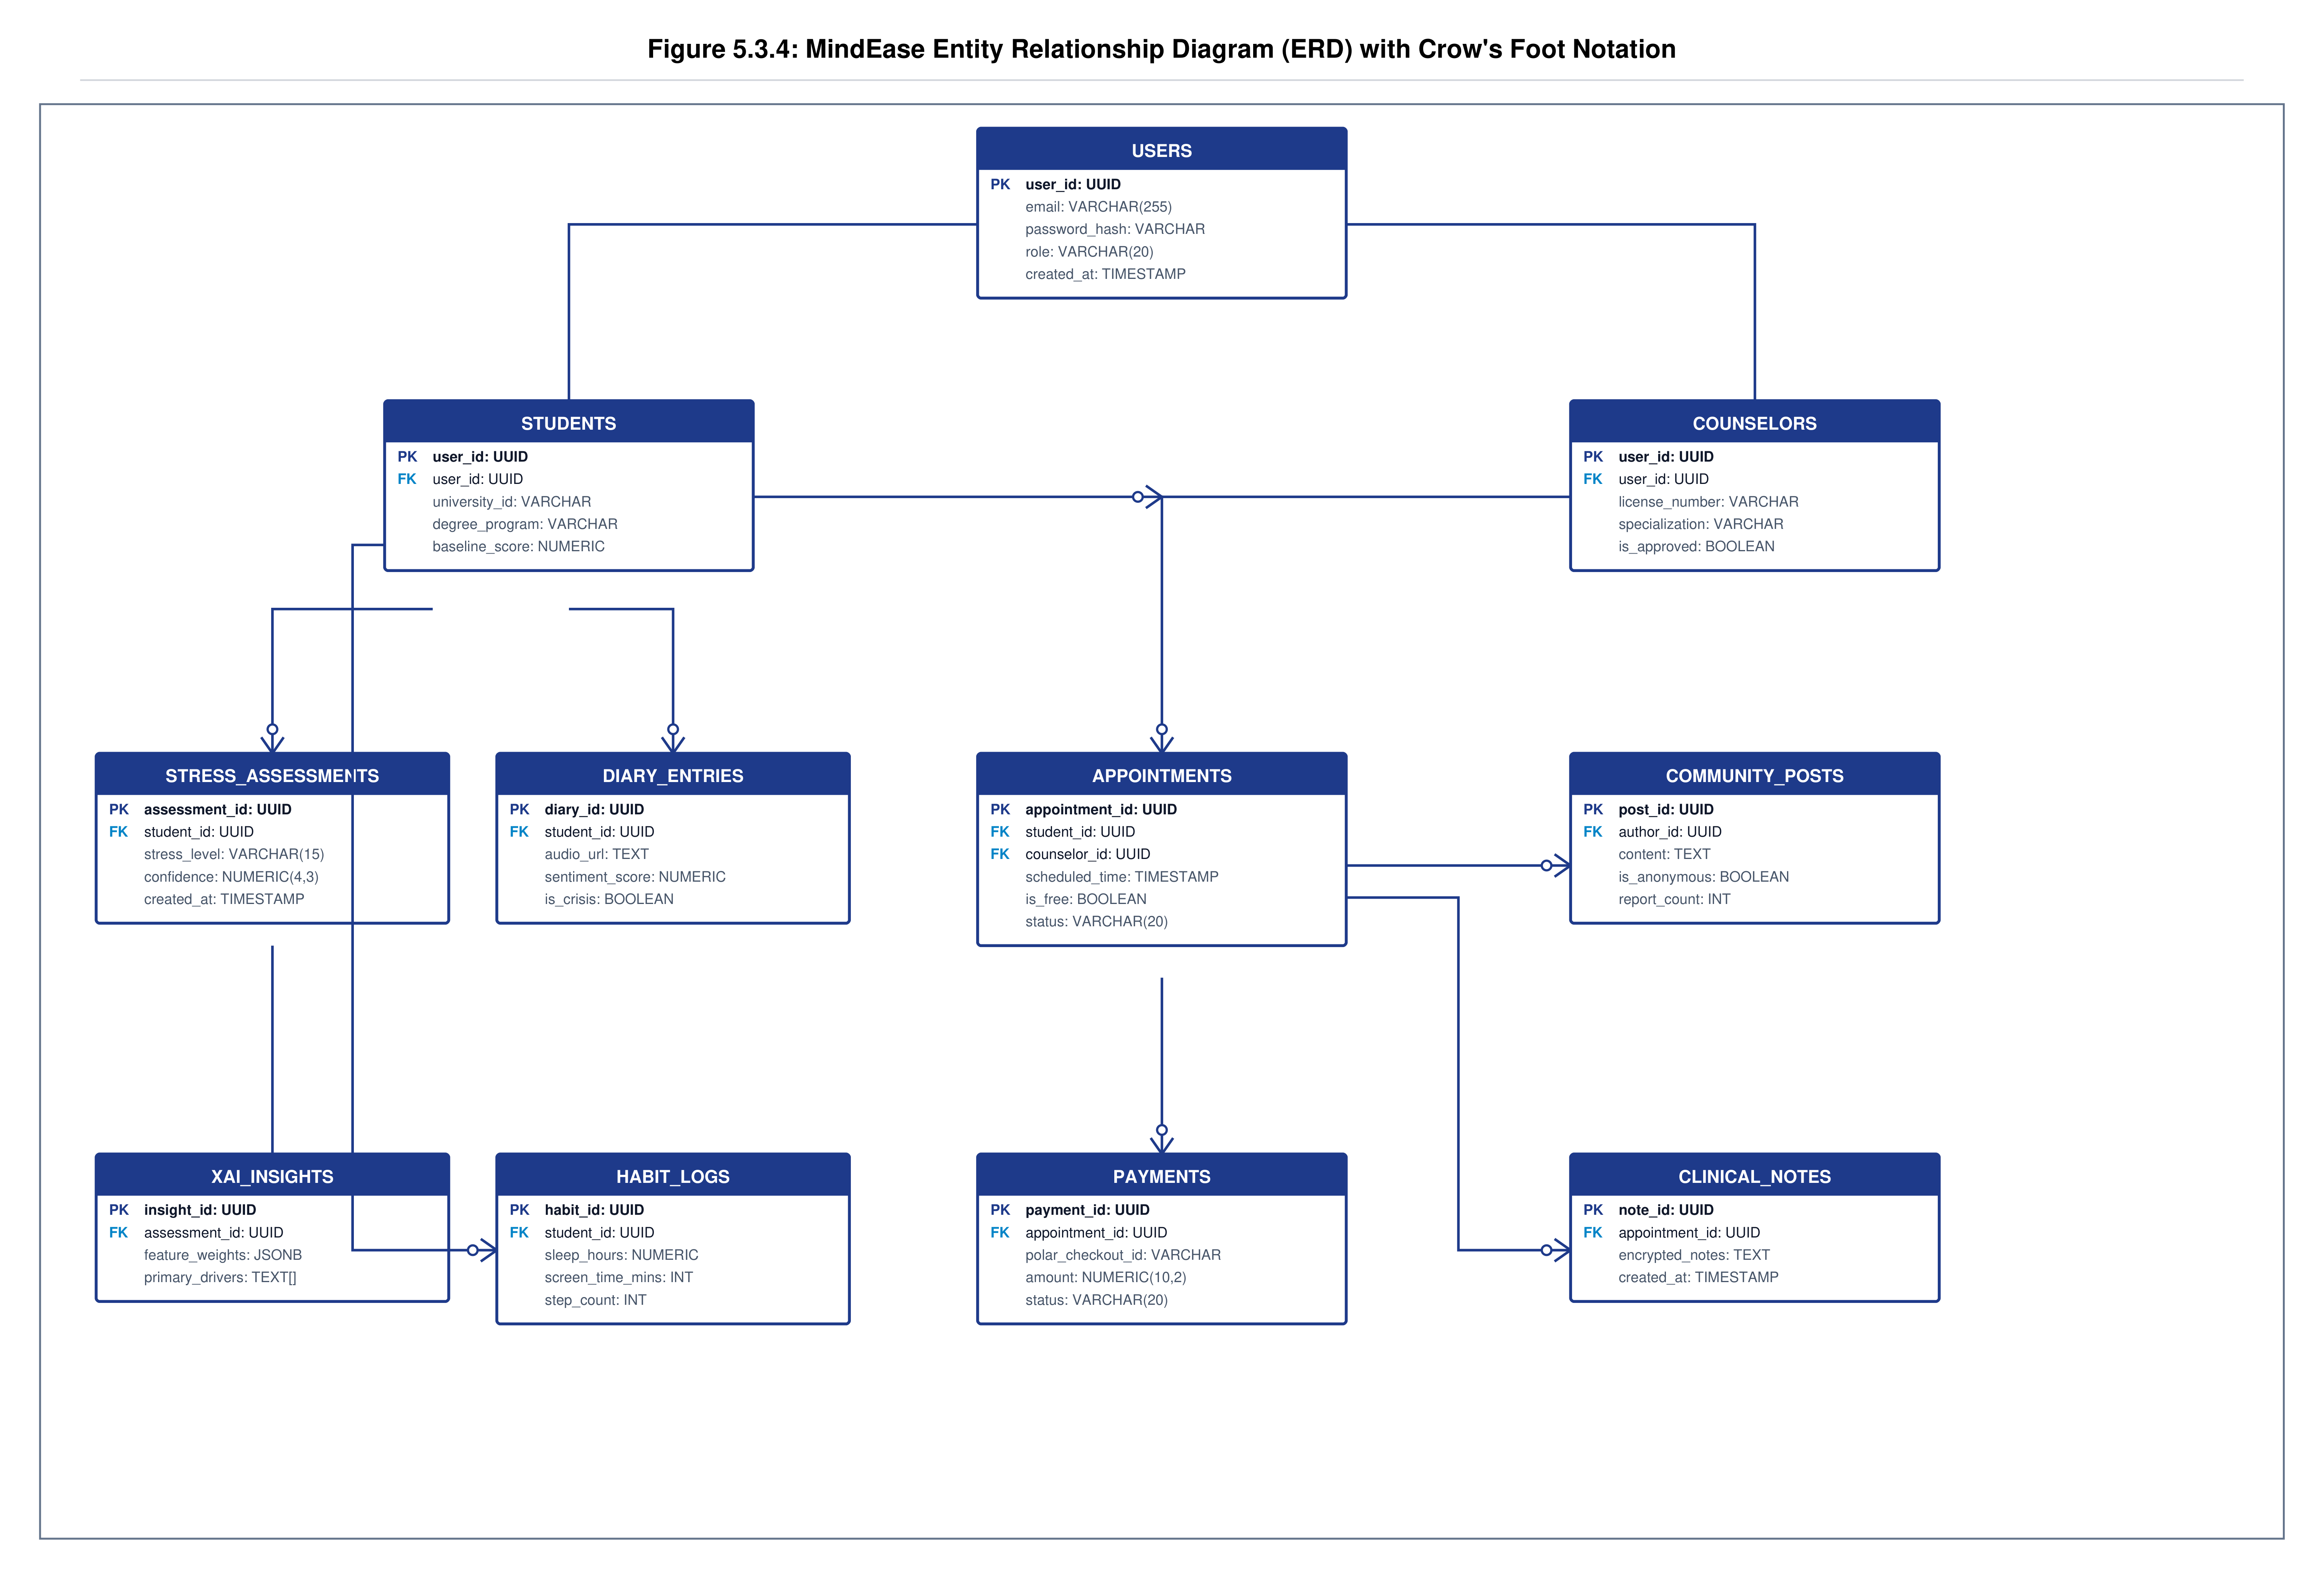 Figure 5.3.4: MindEase Entity Relationship Diagram (ERD) with Crow's Foot Notation
USERS
PK user_id: UUID
email: VARCHAR(255)
password_hash: VARCHAR
role: VARCHAR(20)
created_at: TIMESTAMP
STUDENTS
PK user_id: UUID
FK user_id: UUID
university_id: VARCHAR
degree_program: VARCHAR
baseline_score: NUMERIC
COUNSELORS
PK user_id: UUID
FK user_id: UUID
license_number: VARCHAR
specialization: VARCHAR
is_approved: BOOLEAN
STRESS_ASSESSMENTS
PK assessment_id: UUID
FK student_id: UUID
stress_level: VARCHAR(15)
confidence: NUMERIC(4,3)
created_at: TIMESTAMP
DIARY_ENTRIES
PK diary_id: UUID
FK student_id: UUID
audio_url: TEXT
sentiment_score: NUMERIC
is_crisis: BOOLEAN
APPOINTMENTS
PK appointment_id: UUID
FK student_id: UUID
FK counselor_id: UUID
scheduled_time: TIMESTAMP
is_free: BOOLEAN
status: VARCHAR(20)
COMMUNITY_POSTS
PK post_id: UUID
FK author_id: UUID
content: TEXT
is_anonymous: BOOLEAN
report_count: INT
XAI_INSIGHTS
PK insight_id: UUID
FK assessment_id: UUID
feature_weights: JSONB
primary_drivers: TEXT[]
HABIT_LOGS
PK habit_id: UUID
FK student_id: UUID
sleep_hours: NUMERIC
screen_time_mins: INT
step_count: INT
PAYMENTS
PK payment_id: UUID
FK appointment_id: UUID
polar_checkout_id: VARCHAR
amount: NUMERIC(10,2)
status: VARCHAR(20)
CLINICAL_NOTES
PK note_id: UUID
FK appointment_id: UUID
encrypted_notes: TEXT
created_at: TIMESTAMP